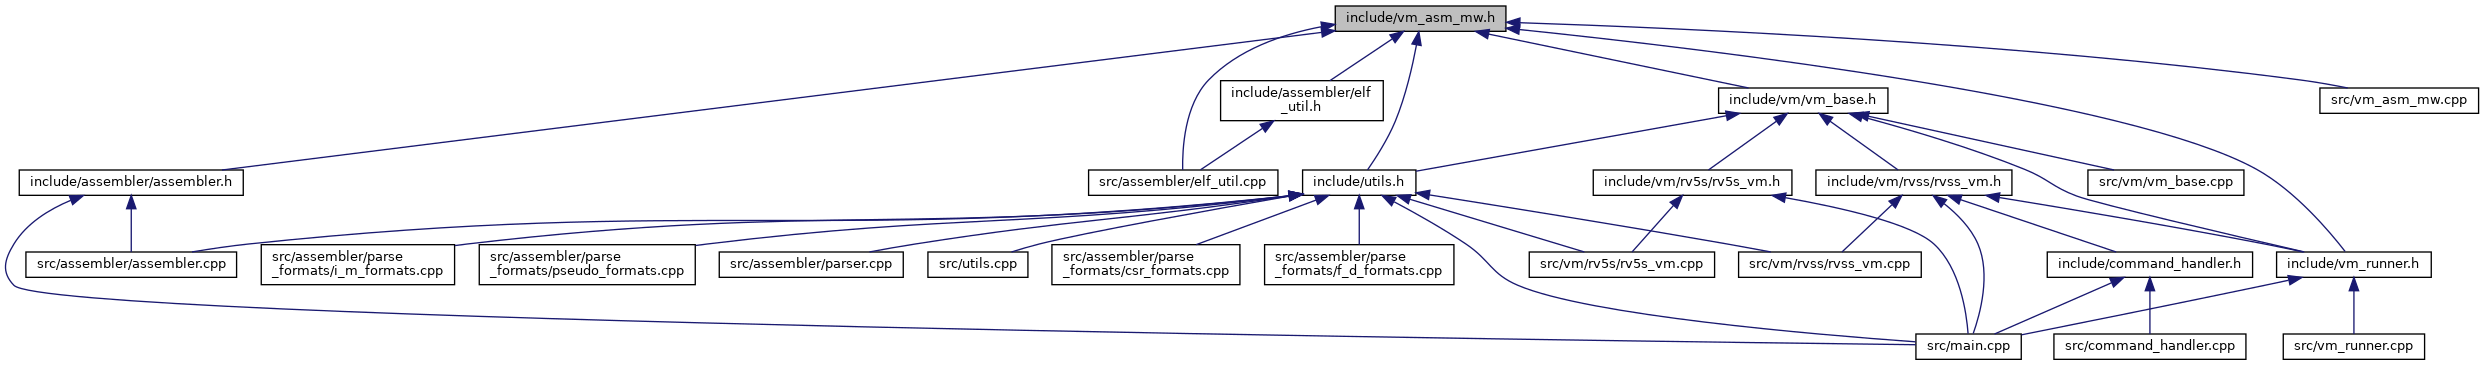 include/vm_asm_mw.h
include/assembler/elf
_util.h
include/vm/vm_base.h
src/vm_asm_mw.cpp
include/assembler/assembler.h
src/assembler/elf_util.cpp
include/utils.h
include/vm/rv5s/rv5s_vm.h
include/vm/rvss/rvss_vm.h
src/vm/vm_base.cpp
src/assembler/assembler.cpp
src/assembler/parse
_formats/i_m_formats.cpp
src/assembler/parse
_formats/pseudo_formats.cpp
src/assembler/parser.cpp
src/utils.cpp
src/assembler/parse
_formats/csr_formats.cpp
src/assembler/parse
_formats/f_d_formats.cpp
src/vm/rv5s/rv5s_vm.cpp
src/vm/rvss/rvss_vm.cpp
include/command_handler.h
include/vm_runner.h
src/main.cpp
src/command_handler.cpp
src/vm_runner.cpp